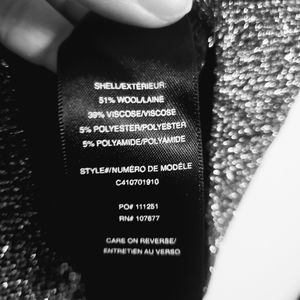 SHELL/EXTÉRIEUR:
51% WOOL/LAINE
39% VISCOSE/VISCOSE
5% POLYESTER/POLYESTER
5% POLYAMIDE/POLYAMIDE
STYLE#/NUMÉRO DE MODÈLE
C410701910
PO# 111251
RN# 107877
CARE ON REVERSE/
ENTRETIEN AU VERSO